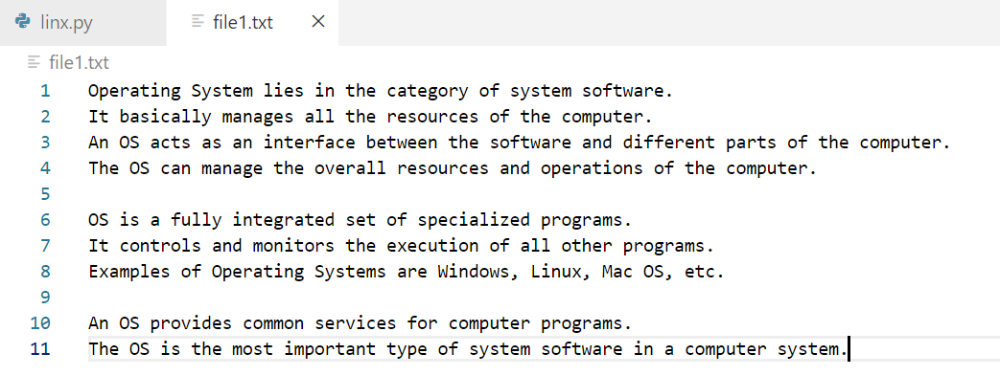 linx.py file1.txt ×
file1.txt
1 Operating System lies in the category of system software.
2 It basically manages all the resources of the computer.
3 An OS acts as an interface between the software and different parts of the computer.
4 The OS can manage the overall resources and operations of the computer.
5
6 OS is a fully integrated set of specialized programs.
7 It controls and monitors the execution of all other programs.
8 Examples of Operating Systems are Windows, Linux, Mac OS, etc.
9
10 An OS provides common services for computer programs.
11 The OS is the most important type of system software in a computer system.